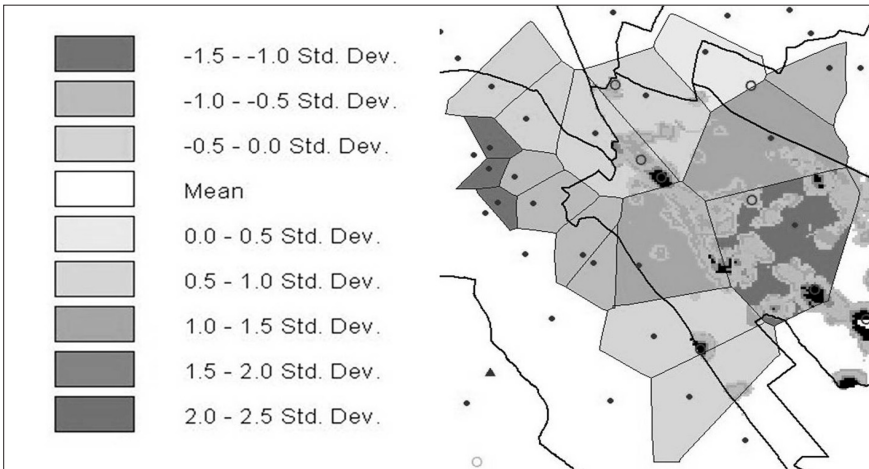 -1.5 - -1.0 Std. Dev.
-1.0 - -0.5 Std. Dev.
-0.5 - 0.0 Std. Dev.
Mean
0.0 - 0.5 Std. Dev.
0.5 - 1.0 Std. Dev.
1.0 - 1.5 Std. Dev.
1.5 - 2.0 Std. Dev.
2.0 - 2.5 Std. Dev.